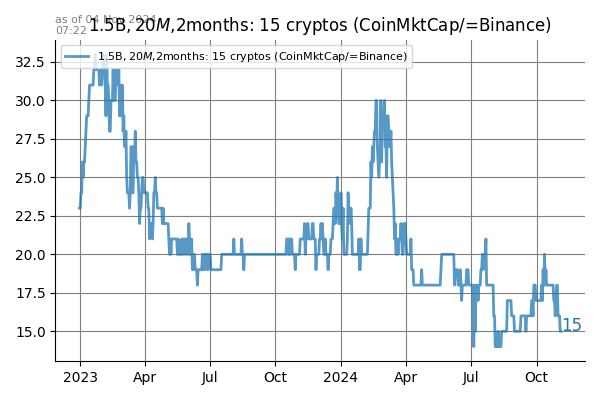 as of 04 Nov 2024
07:22
1.5B, 20M, 2months: 15 cryptos (CoinMktCap/=Binance)
1.5B, 20M, 2months: 15 cryptos (CoinMktCap/=Binance)
32.5
30.0
27.5
25.0
22.5
20.0
17.5
15.0
15
2023 Apr Jul Oct 2024 Apr Jul Oct